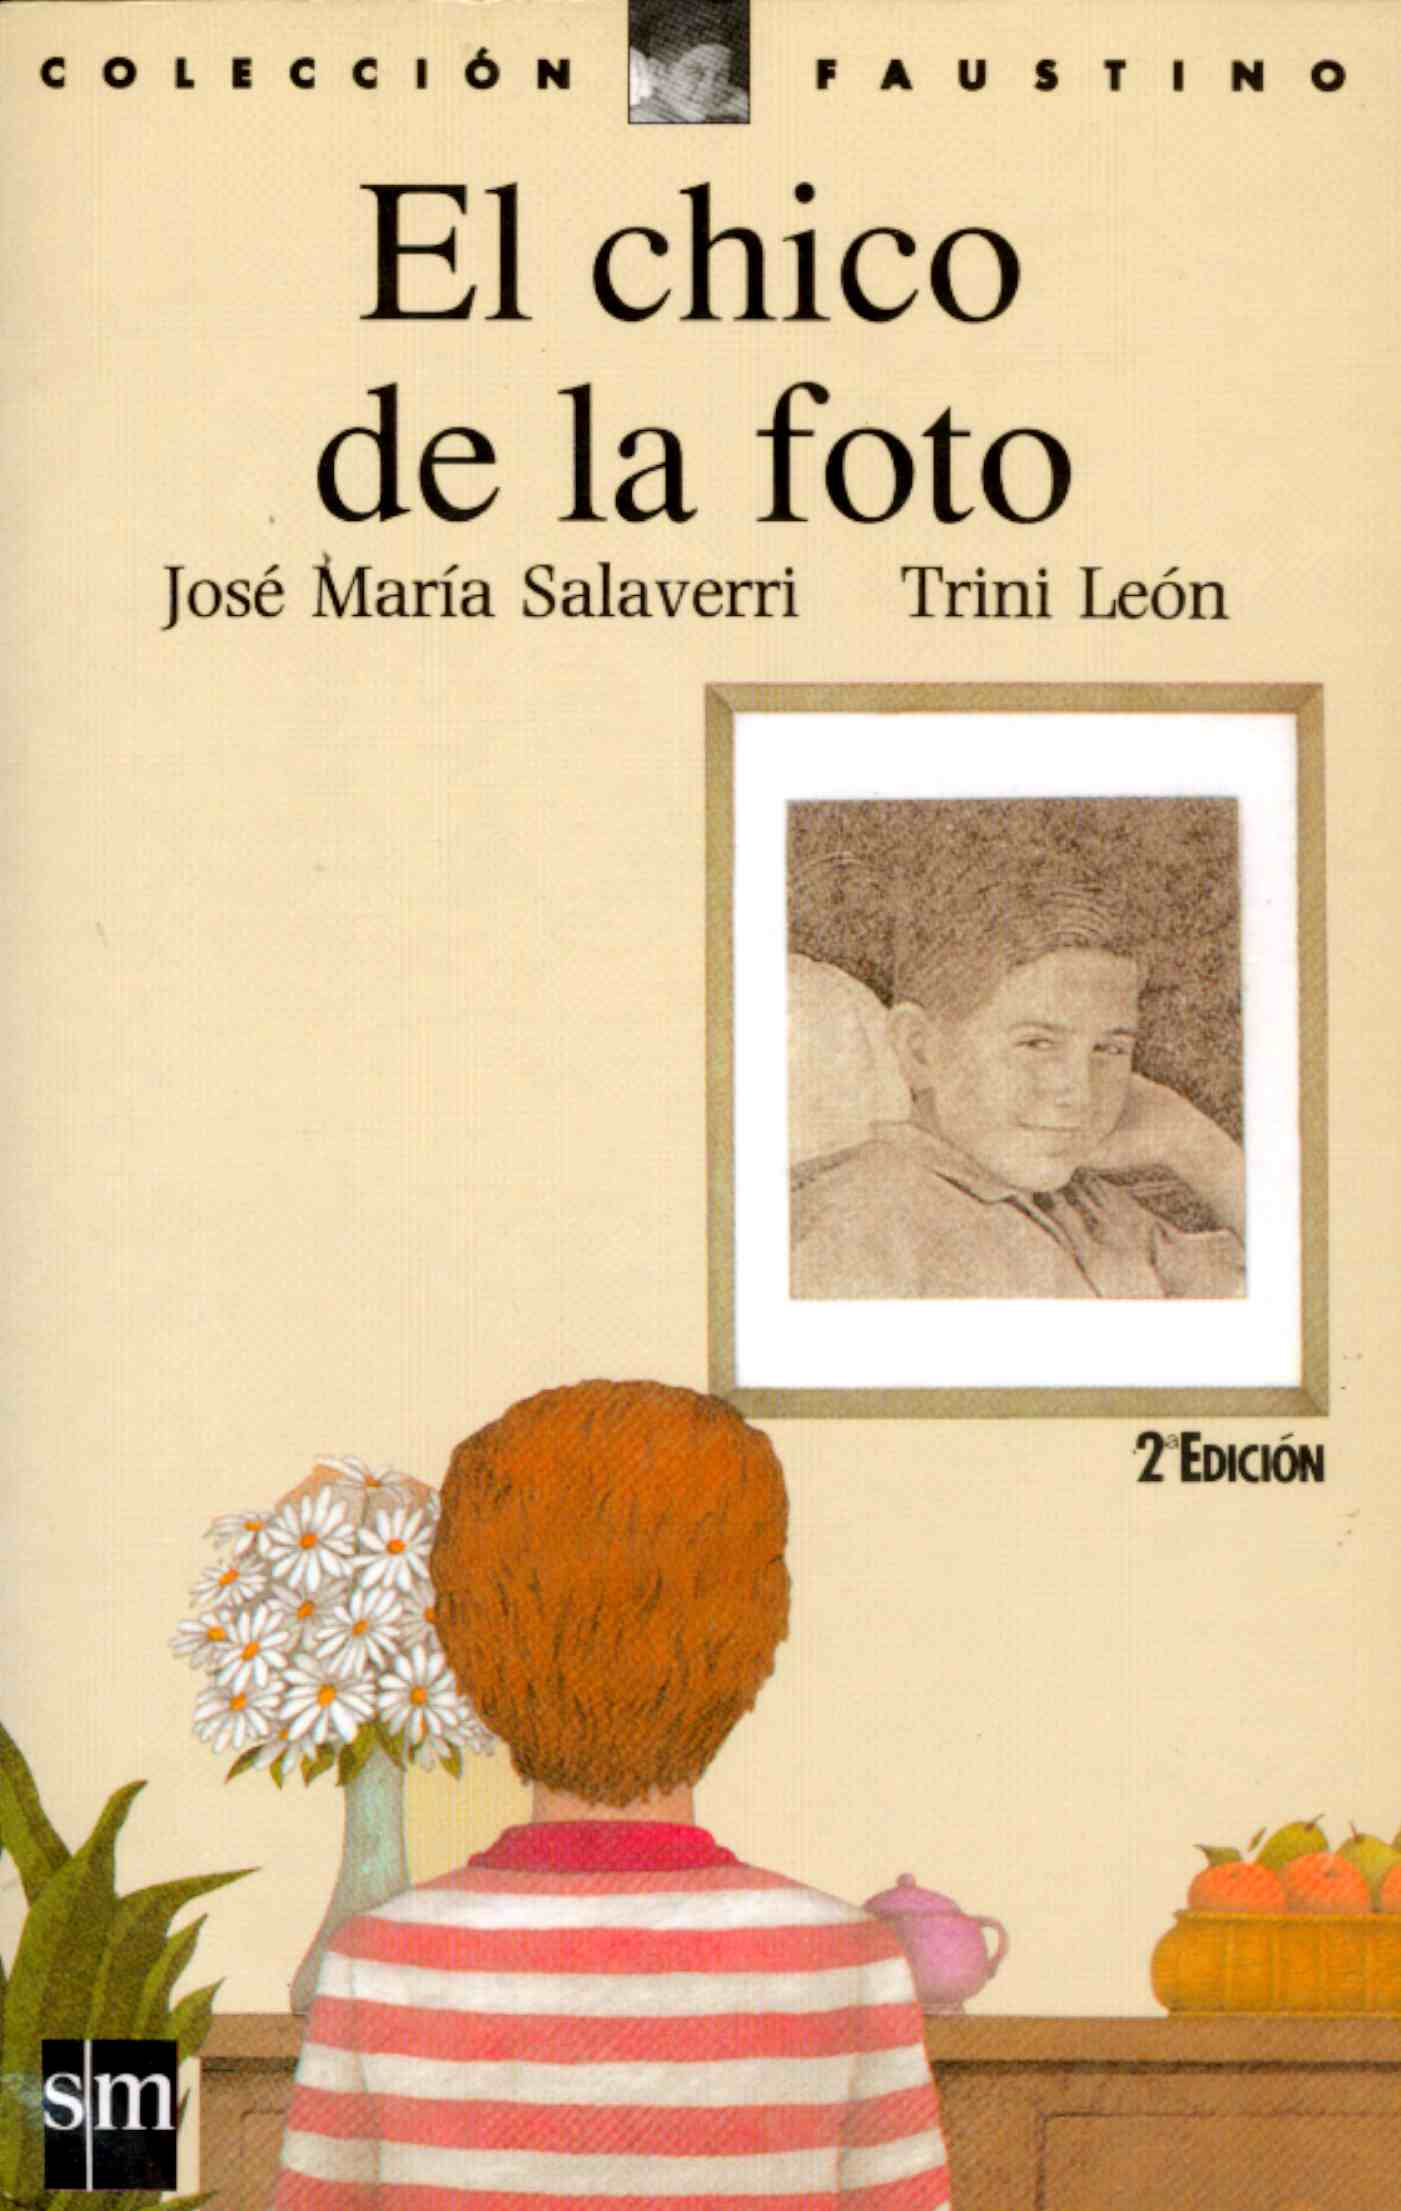 COLECCIÓN FAUSTINO
El chico
de la foto
José María Salaverri Trini León
2ª EDICIÓN
sm